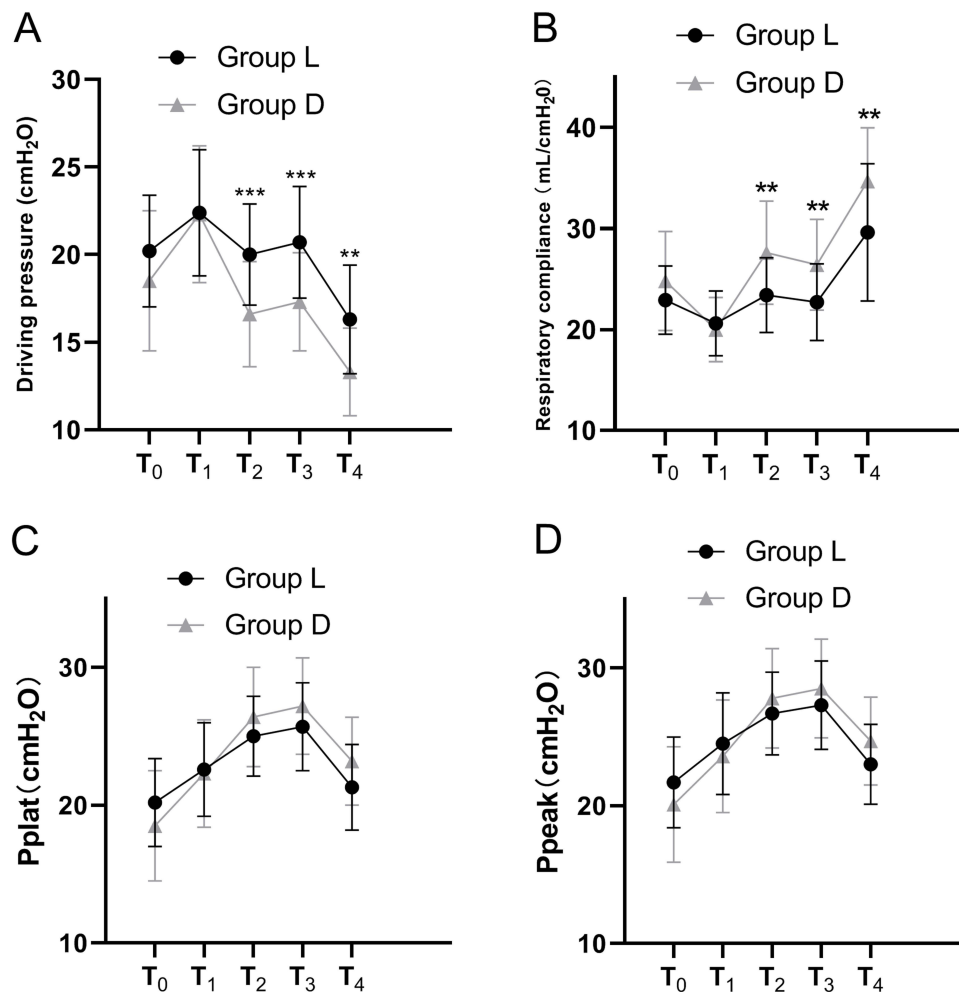 A
Group L
Group D
Driving pressure (cmH₂O)
30
25
20
15
10
***
***
**
T₀ T₁ T₂ T₃ T₄
B
Group L
Group D
Respiratory compliance（mL/cmH₂0）
40
30
20
10
**
**
**
T₀ T₁ T₂ T₃ T₄
C
Group L
Group D
Pplat（cmH₂O）
30
20
10
T₀ T₁ T₂ T₃ T₄
D
Group L
Group D
Ppeak（cmH₂O）
30
20
10
T₀ T₁ T₂ T₃ T₄